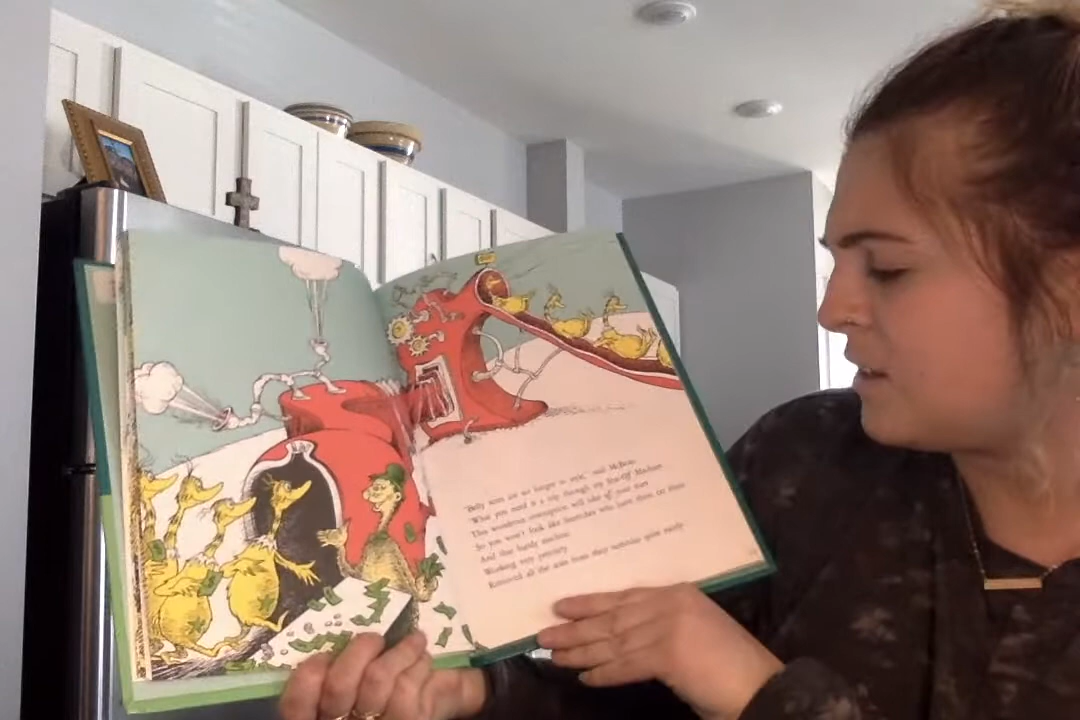 "Belly stars are no longer in style," said McBean.
"What you need is a trip through my Star-Off Machine.
This wondrous contraption will take off your stars
So you won't look like Sneetches who have them on thars."
And that handy machine
Working very precisely
Removed all the stars from their tummies quite nicely.